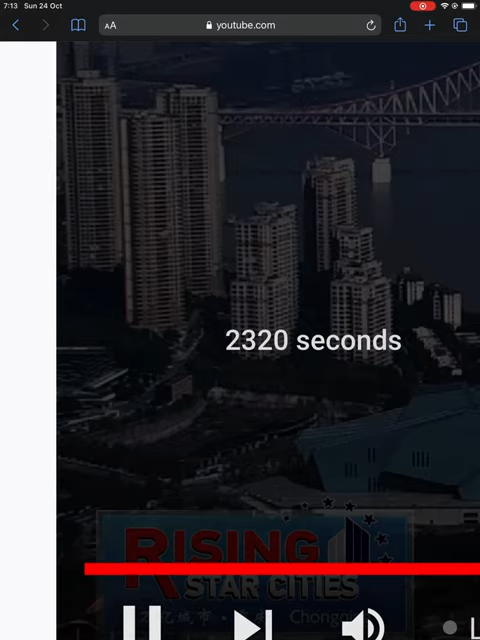 7:13 Sun 24 Oct
AA youtube.com
2320 seconds
RISING
STAR CITIES
Chong
L